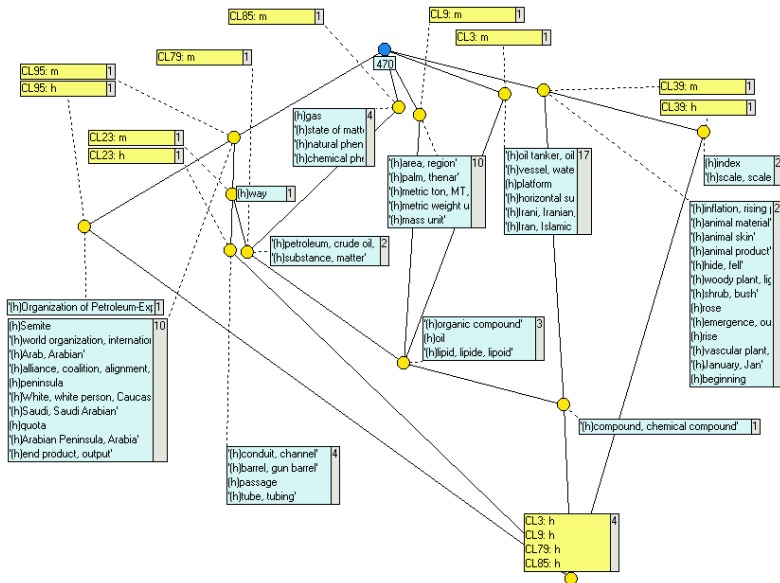 CL85: m 1
CL9: m 1
CL3: m 1
CL79: m 1
CL95: m 1
CL95: h 1
CL39: m 1
CL39: h 1
CL23: m 1
CL23: h 1
470
(h)gas 4
'(h)state of matte
'(h)natural phen
'(h)chemical phe
'(h)area, region' 10
'(h)palm, thenar'
'(h)metric ton, MT,
'(h)metric weight u
'(h)mass unit'
'(h)oil tanker, oil 17
'(h)vessel, wate
(h)platform
'(h)horizontal su
'(h)Irani, Iranian,
'(h)Iran, Islamic
(h)index 2
'(h)scale, scale
(h)way 1
'(h)petroleum, crude oil, 2
'(h)substance, matter'
'(h)inflation, rising p 2
'(h)animal material'
'(h)animal skin'
'(h)animal product'
'(h)hide, fell'
'(h)woody plant, lig
'(h)shrub, bush'
(h)rose
'(h)emergence, ou
(h)rise
'(h)vascular plant,
'(h)January, Jan'
(h)beginning
'(h)Organization of Petroleum-Exp 1
(h)Semite 10
'(h)world organization, internation
'(h)Arab, Arabian'
'(h)alliance, coalition, alignment,
(h)peninsula
'(h)White, white person, Caucas
'(h)Saudi, Saudi Arabian'
(h)quota
'(h)Arabian Peninsula, Arabia'
'(h)end product, output'
'(h)organic compound' 3
(h)oil
'(h)lipid, lipide, lipoid'
'(h)compound, chemical compound' 1
'(h)conduit, channel' 4
'(h)barrel, gun barrel'
(h)passage
'(h)tube, tubing'
CL3: h 4
CL9: h
CL79: h
CL85: h